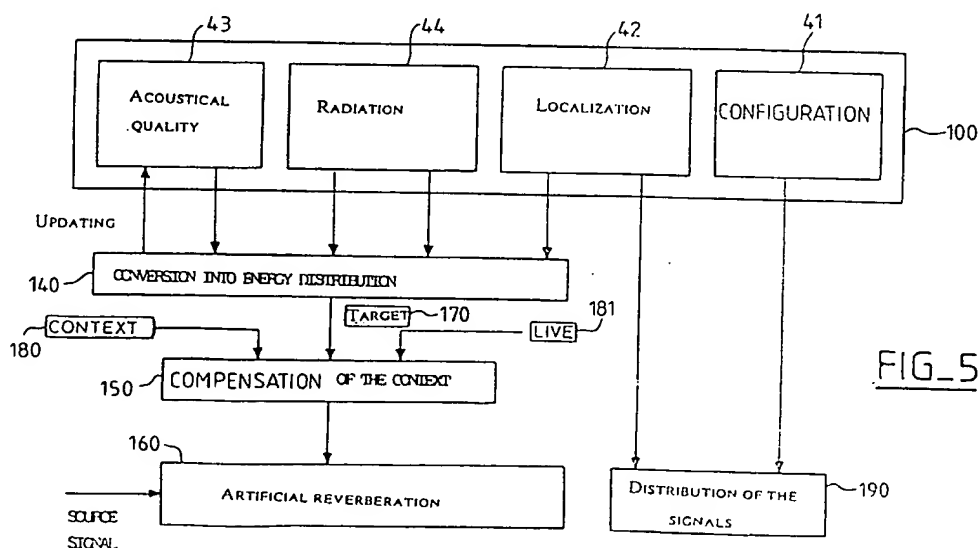 43
44
42
41
ACOUSTICAL
.QUALITY
RADIATION
LOCALIZATION
CONFIGURATION
100
UPDATING
140
CONVERSION INTO ENERGY DISTRIBUTION
TARGET
170
181
CONTEXT
LIVE
180
150
COMPENSATION OF THE CONTEXT
FIG_5
160
ARTIFICIAL REVERBERATION
DISTRIBUTION OF THE
SIGNALS
190
SOURCE
SIGNAL